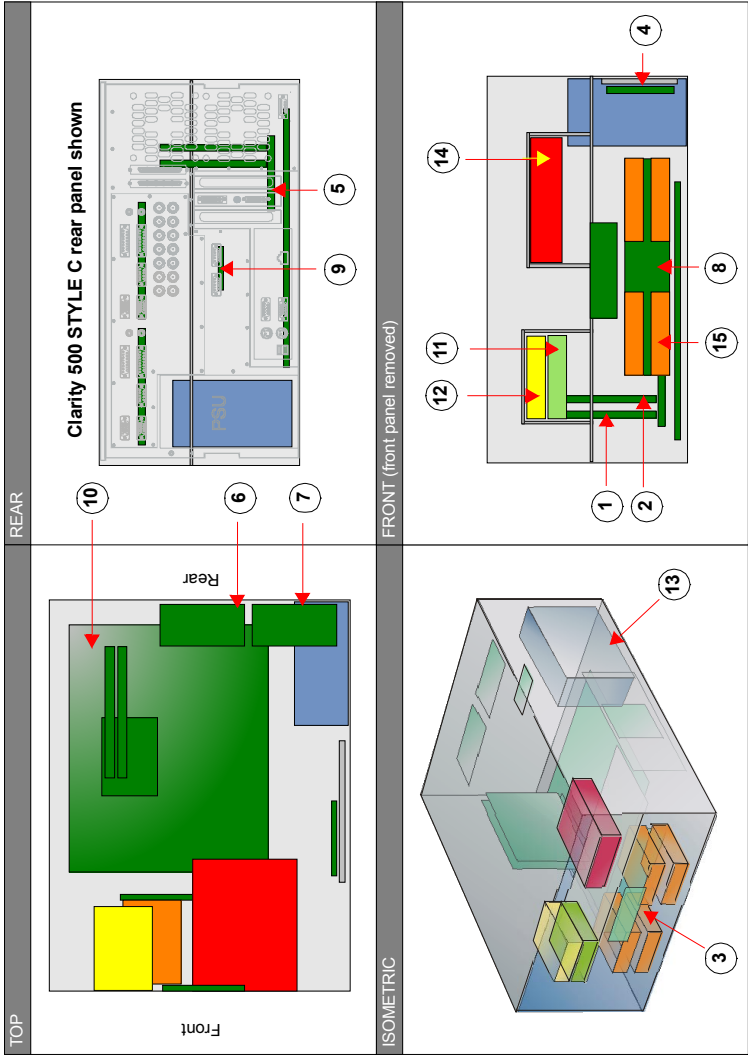 TOP
Front
Rear
10
6
7
REAR
Clarity 500 STYLE C rear panel shown
PSU
5
9
ISOMETRIC
13
3
FRONT (front panel removed)
4
14
8
15
11
12
1
2